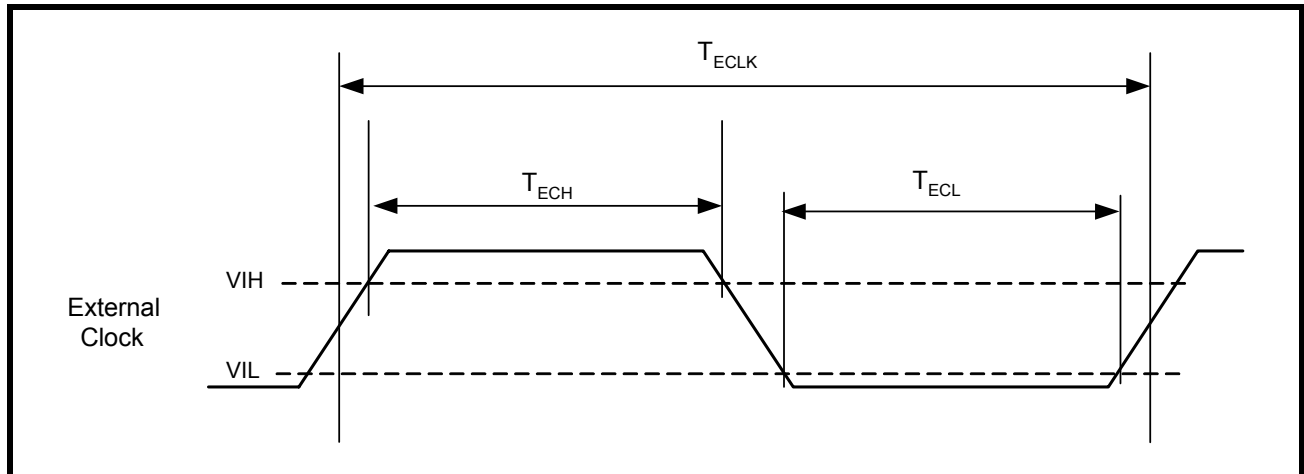 T_ECLK
T_ECH
T_ECL
VIH
External
Clock
VIL